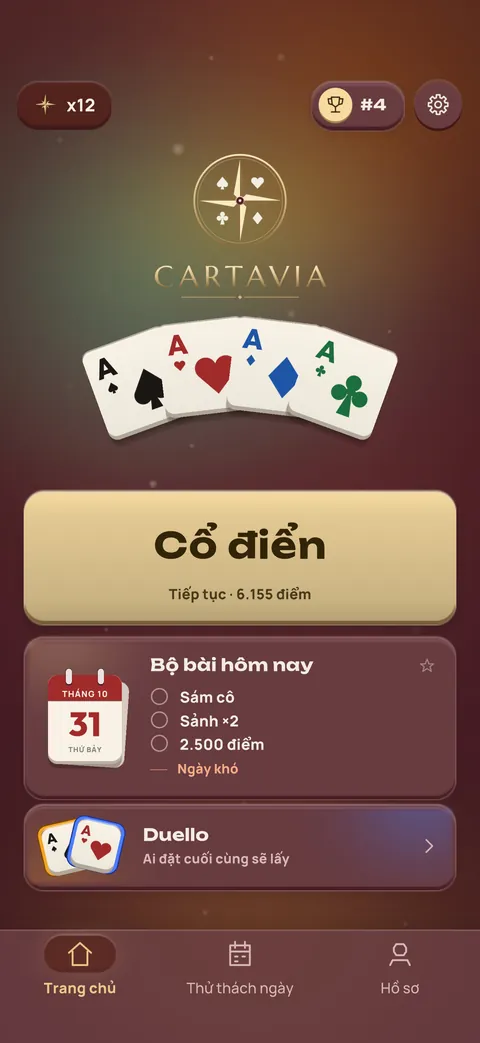 x12
#4
CARTAVIA
A
A
A
A
Cổ điển
Tiếp tục · 6.155 điểm
Bộ bài hôm nay
THÁNG 10
31
THỨ BẢY
Sám cô
Sảnh ×2
2.500 điểm
Ngày khó
A
A
Duello
Ai đặt cuối cùng sẽ lấy
Trang chủ
Thử thách ngày
Hồ sơ